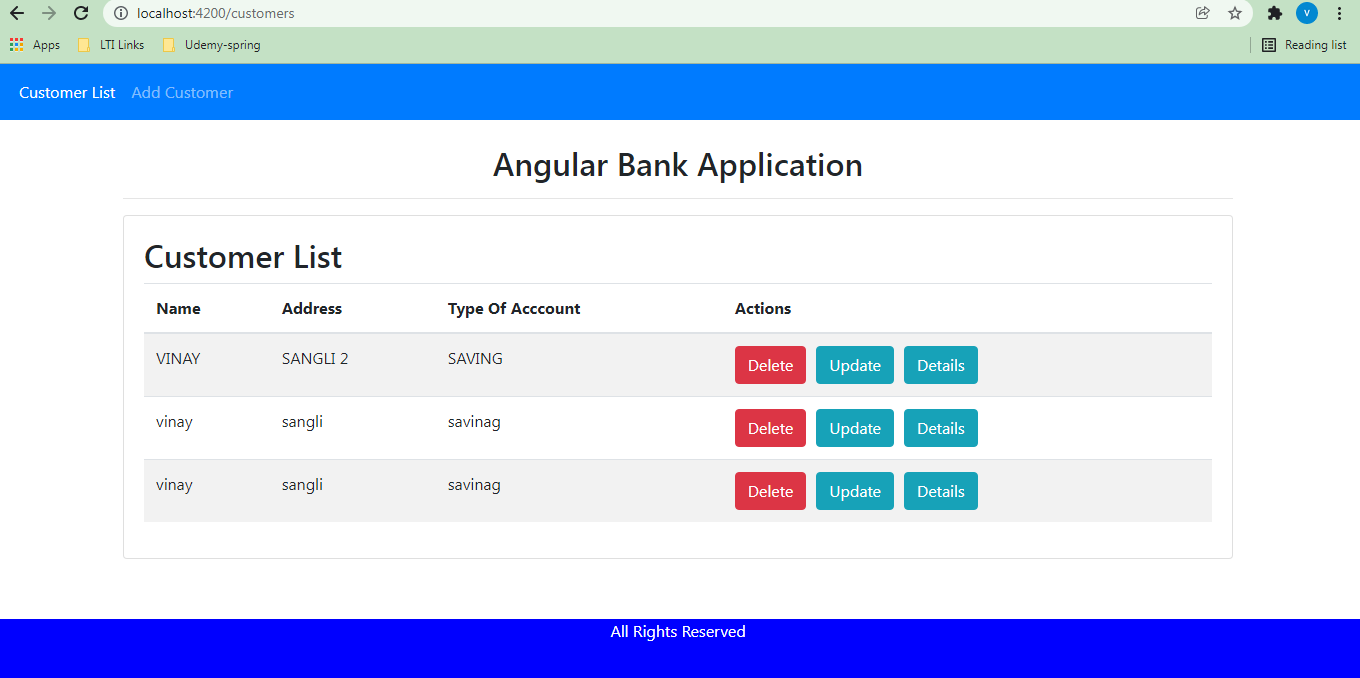 localhost:4200/customers
V
Apps LTI Links Udemy-spring Reading list
Customer List Add Customer
Angular Bank Application
Customer List
Name Address Type Of Acccount Actions
VINAY SANGLI 2 SAVING Delete Update Details
vinay sangli savinag Delete Update Details
vinay sangli savinag Delete Update Details
All Rights Reserved